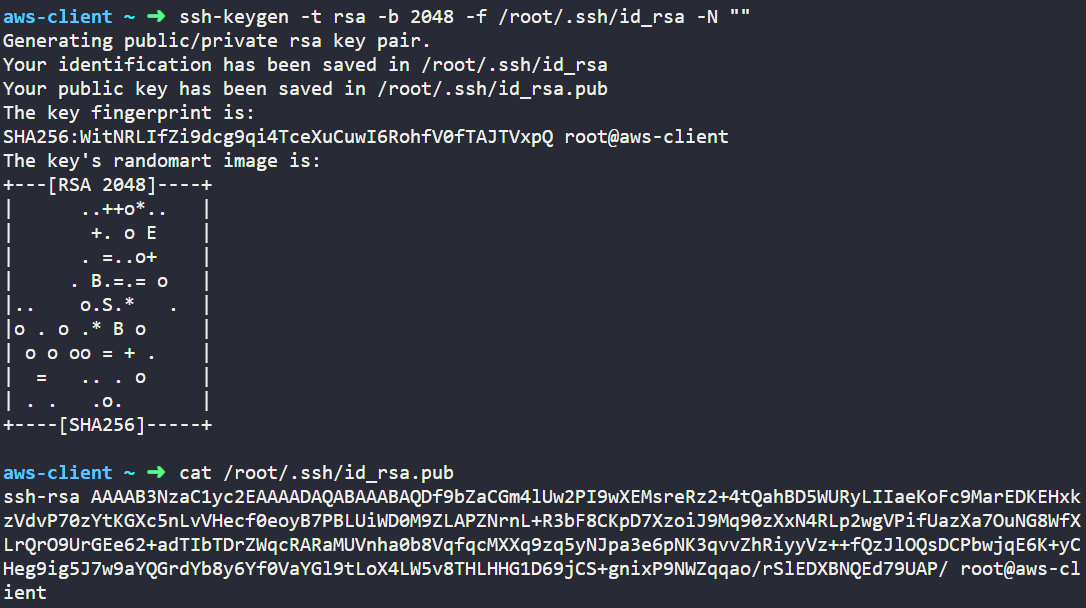 aws-client ~ ➜ ssh-keygen -t rsa -b 2048 -f /root/.ssh/id_rsa -N ""
Generating public/private rsa key pair.
Your identification has been saved in /root/.ssh/id_rsa
Your public key has been saved in /root/.ssh/id_rsa.pub
The key fingerprint is:
SHA256:WitNRLIfZi9dcg9qi4TceXuCuwI6RohfV0fTAJTVxpQ root@aws-client
The key's randomart image is:
+---[RSA 2048]----+
|      ..++o*..   |
|       +. o E    |
|      . =..o+    |
|     . B.=.= o   |
|..    o.S.*   .  |
|o . o .* B o     |
| o o oo = + .    |
|  =   .. . o     |
| . .   .o.       |
+----[SHA256]-----+
aws-client ~ ➜ cat /root/.ssh/id_rsa.pub
ssh-rsa AAAAB3NzaC1yc2EAAAADAQABAAABAQDf9bZaCGm4lUw2PI9wXEMsreRz2+4tQahBD5WURyLIIaeKoFc9MarEDKEHxk
zVdvP70zYtKGXc5nLvVHecf0eoyB7PBLUiWD0M9ZLAPZNrnL+R3bF8CKpD7XzoiJ9Mq90zXxN4RLp2wgVPifUazXa7OuNG8WfX
LrQrO9UrGEe62+adTIbTDrZWqcRARaMUVnha0b8VqfqcMXXq9zq5yNJpa3e6pNK3qvvZhRiyyVz++fQzJlOQsDCPbwjqE6K+yC
Heg9ig5J7w9aYQGrdYb8y6Yf0VaYGl9tLoX4LW5v8THLHHG1D69jCS+gnixP9NWZqqao/rSlEDXBNQEd79UAP/ root@aws-cl
ient